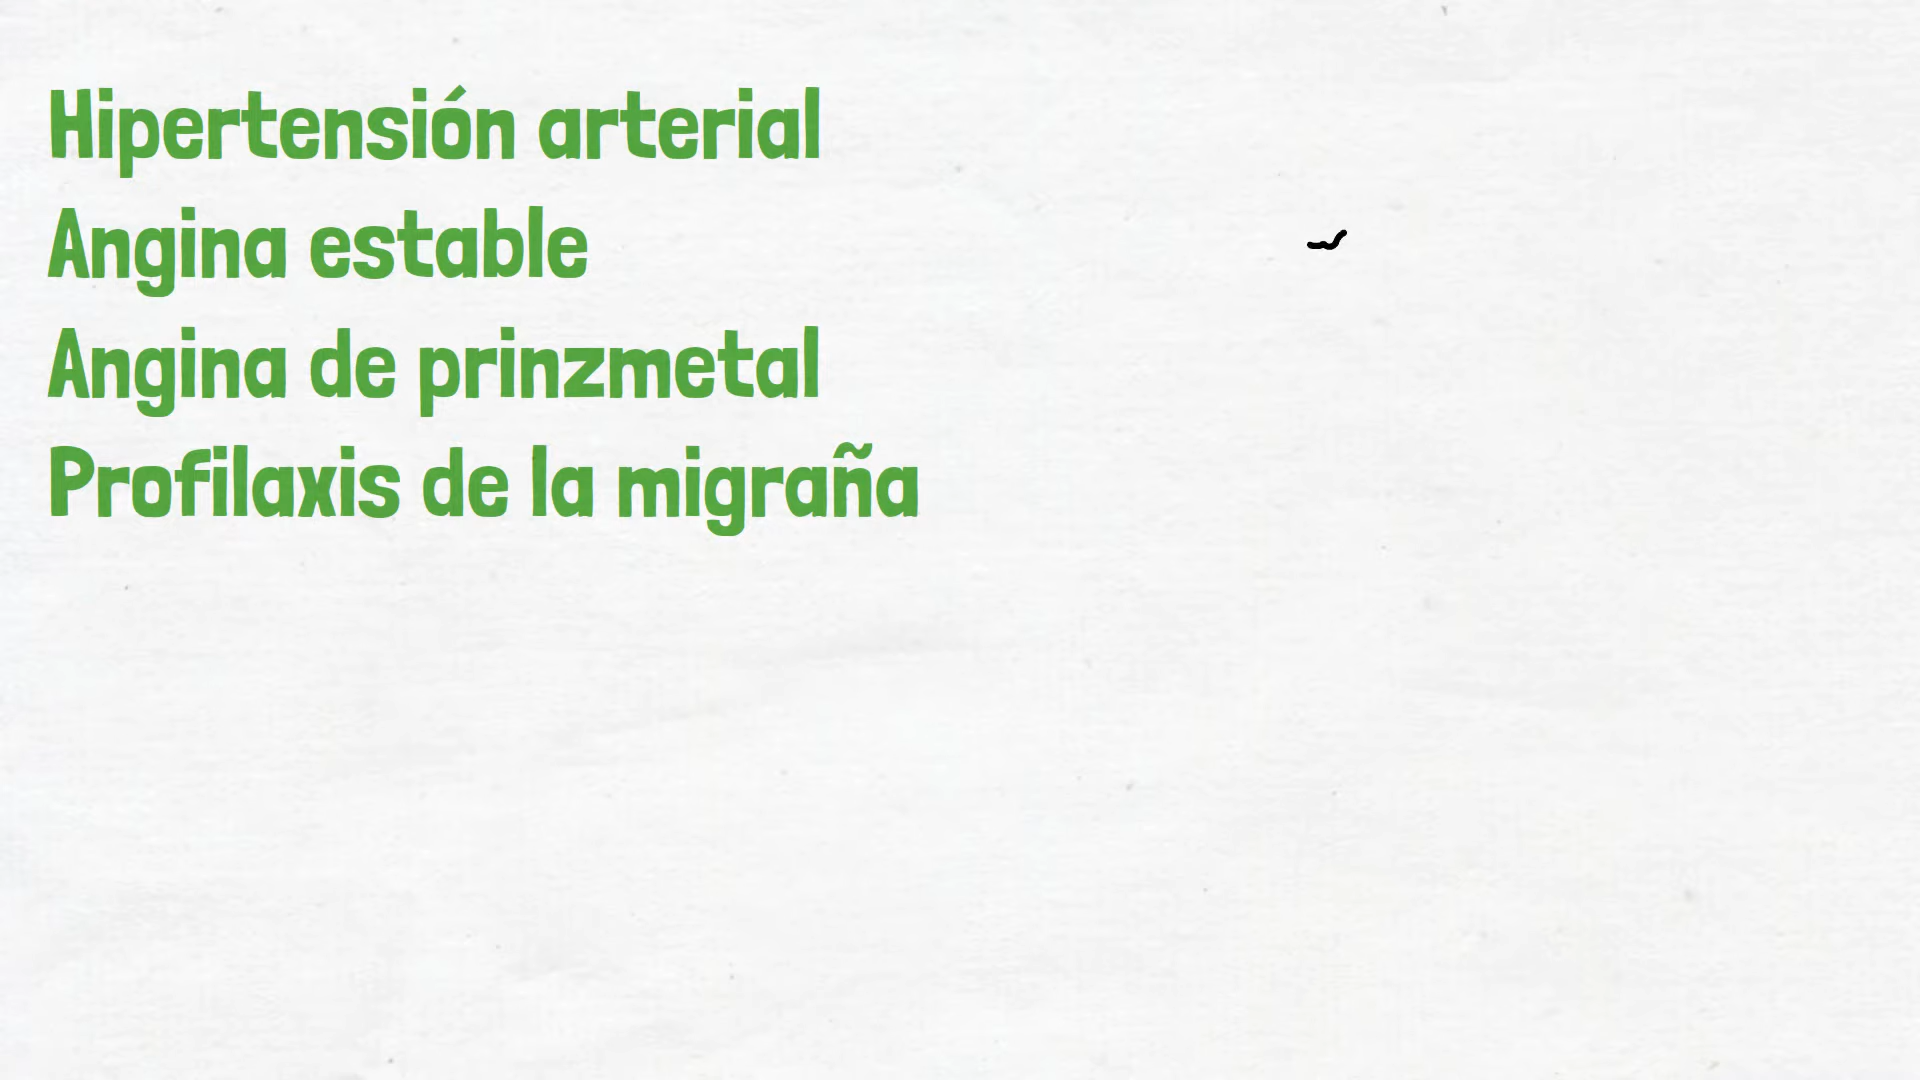 Hipertensión arterial
Angina estable
Angina de prinzmetal
Profilaxis de la migraña